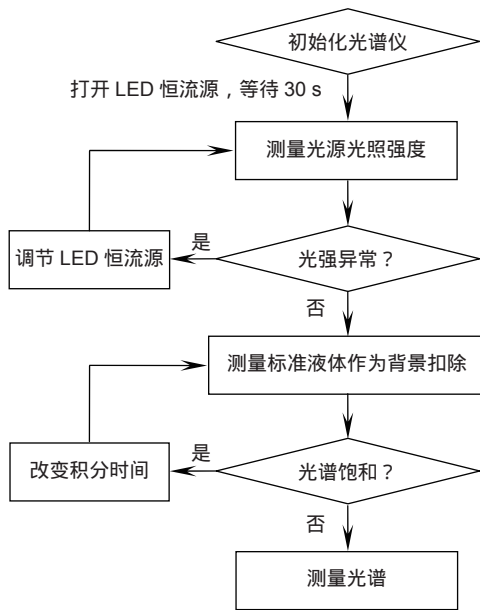 初始化光谱仪
打开 LED 恒流源，等待 30 s
测量光源光照强度
调节 LED 恒流源
是
光强异常？
否
测量标准液体作为背景扣除
改变积分时间
是
光谱饱和？
否
测量光谱